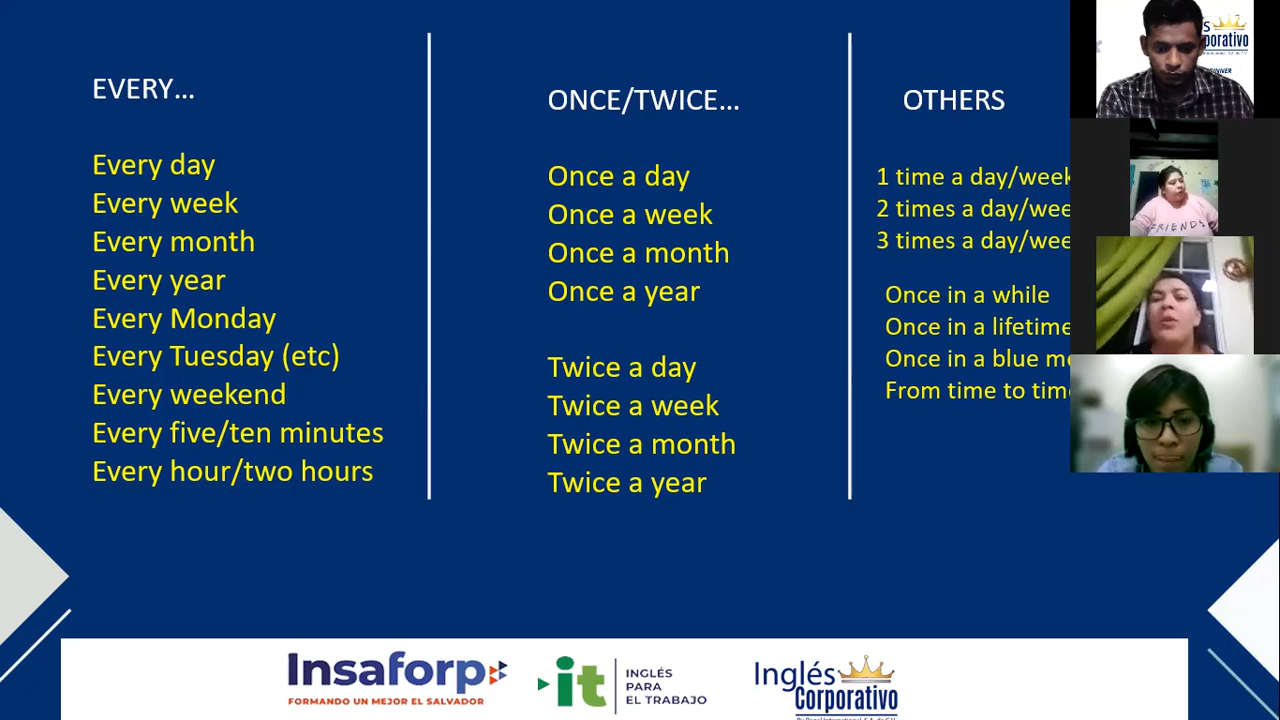 EVERY...
Every day
Every week
Every month
Every year
Every Monday
Every Tuesday (etc)
Every weekend
Every five/ten minutes
Every hour/two hours
ONCE/TWICE...
Once a day
Once a week
Once a month
Once a year
Twice a day
Twice a week
Twice a month
Twice a year
OTHERS
1 time a day/week
2 times a day/wee
3 times a day/wee
Once in a while
Once in a lifetime
Once in a blue m
From time to tim
FRIENDS
Insaforp
FORMANDO UN MEJOR EL SALVADOR
it
INGLÉS
PARA
EL TRABAJO
Inglés
Corporativo